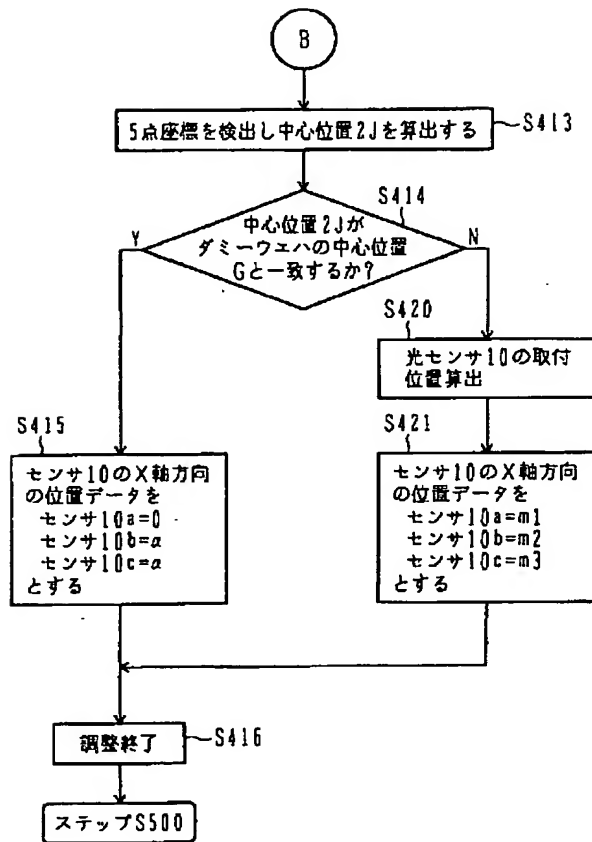 B
5点座標を検出し中心位置2Jを算出する
S413
S414
中心位置2Jが
ダミーウエハの中心位置
Gと一致するか?
Y
N
S420
光センサ10の取付
位置算出
S415
センサ10のX軸方向
の位置データを
センサ10a=0
センサ10b=α
センサ10c=α
とする
S421
センサ10のX軸方向
の位置データを
センサ10a=m1
センサ10b=m2
センサ10c=m3
とする
調整終了
S416
ステップS500